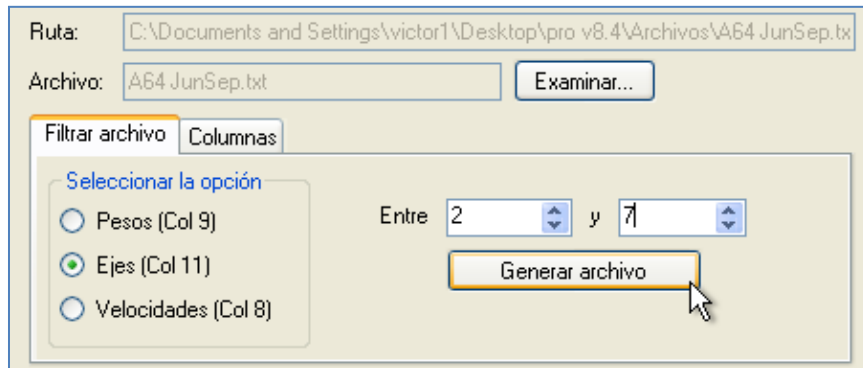 Ruta: C:\Documents and Settings\victor1\Desktop\pro v8.4\Archivos\A64 JunSep.tx
Archivo: A64 JunSep.txt Examinar...
Filtrar archivo Columnas
Seleccionar la opción
Pesos (Col 9)
Entre 2 y 7
Ejes (Col 11)
Generar archivo
Velocidades (Col 8)